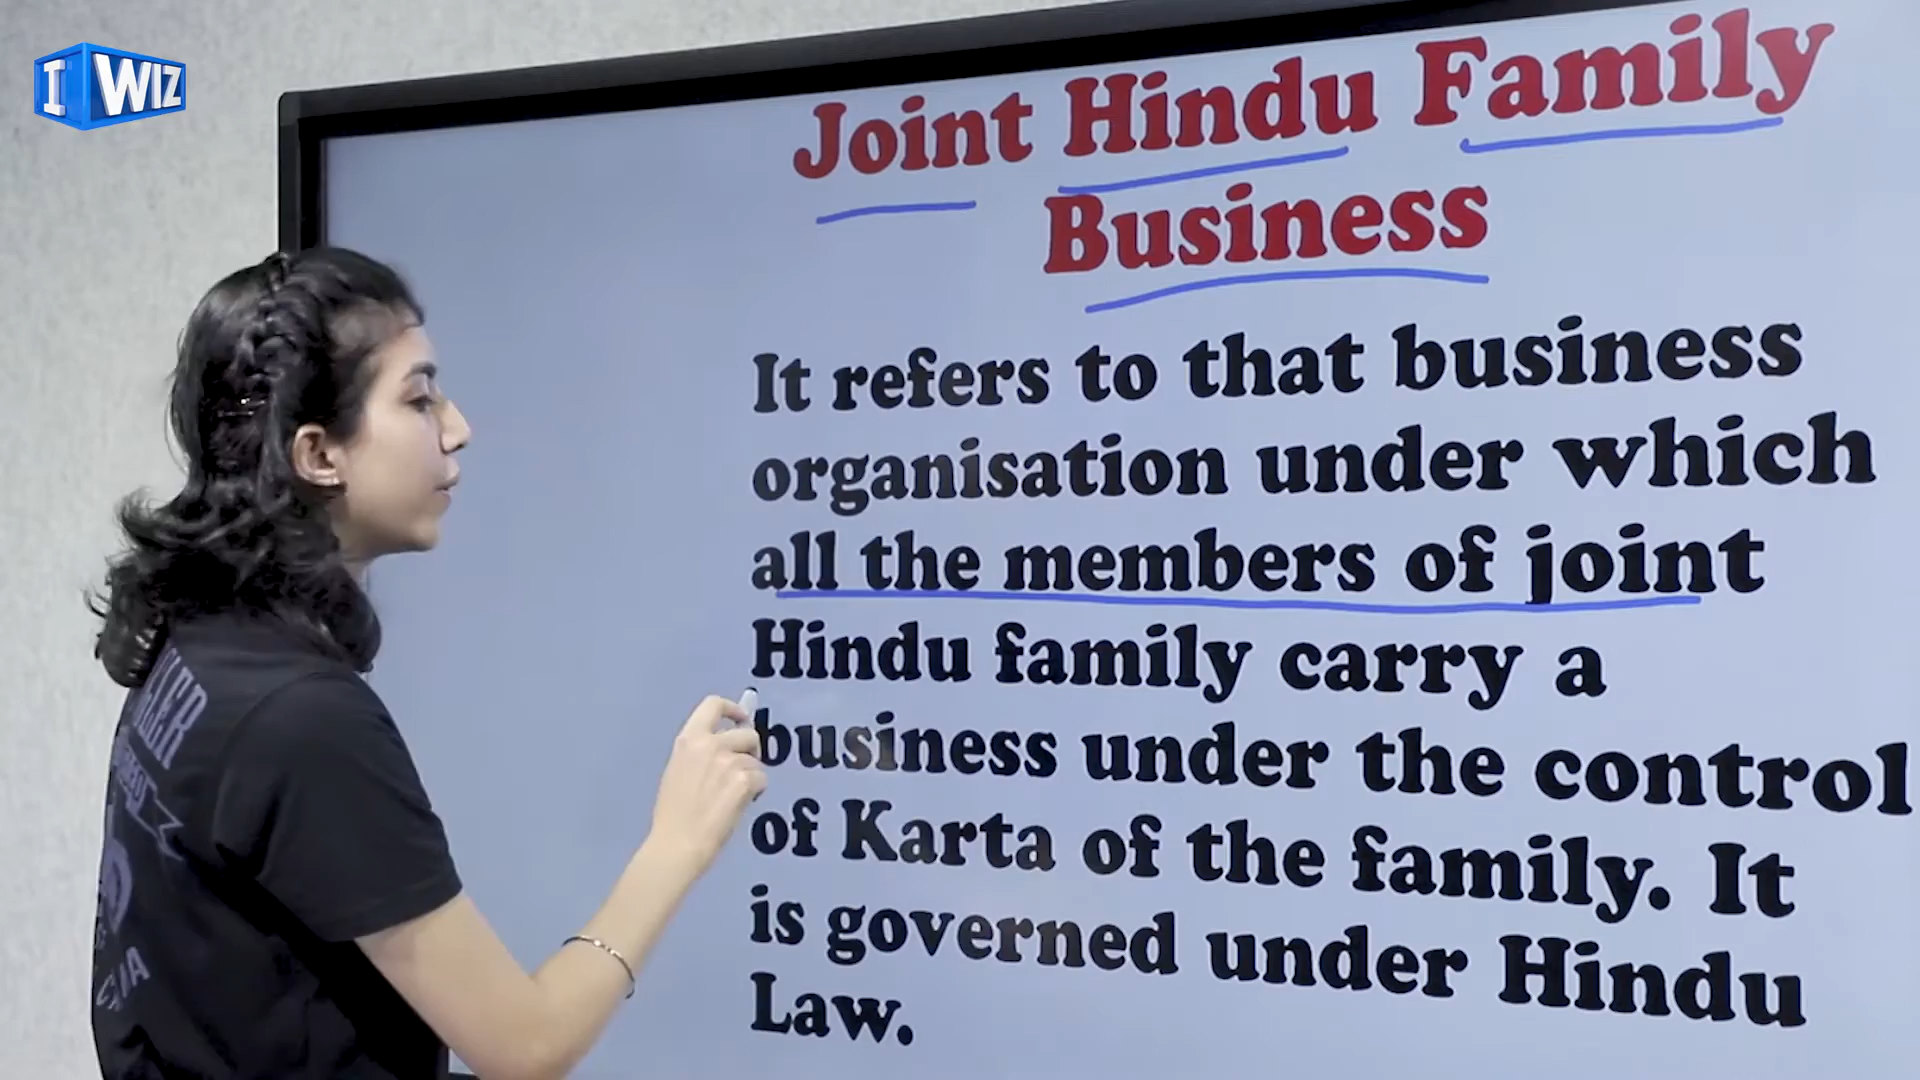 I WIZ
Joint Hindu Family
Business
It refers to that business
organisation under which
all the members of joint
Hindu family carry a
business under the control
of Karta of the family. It
is governed under Hindu
Law.